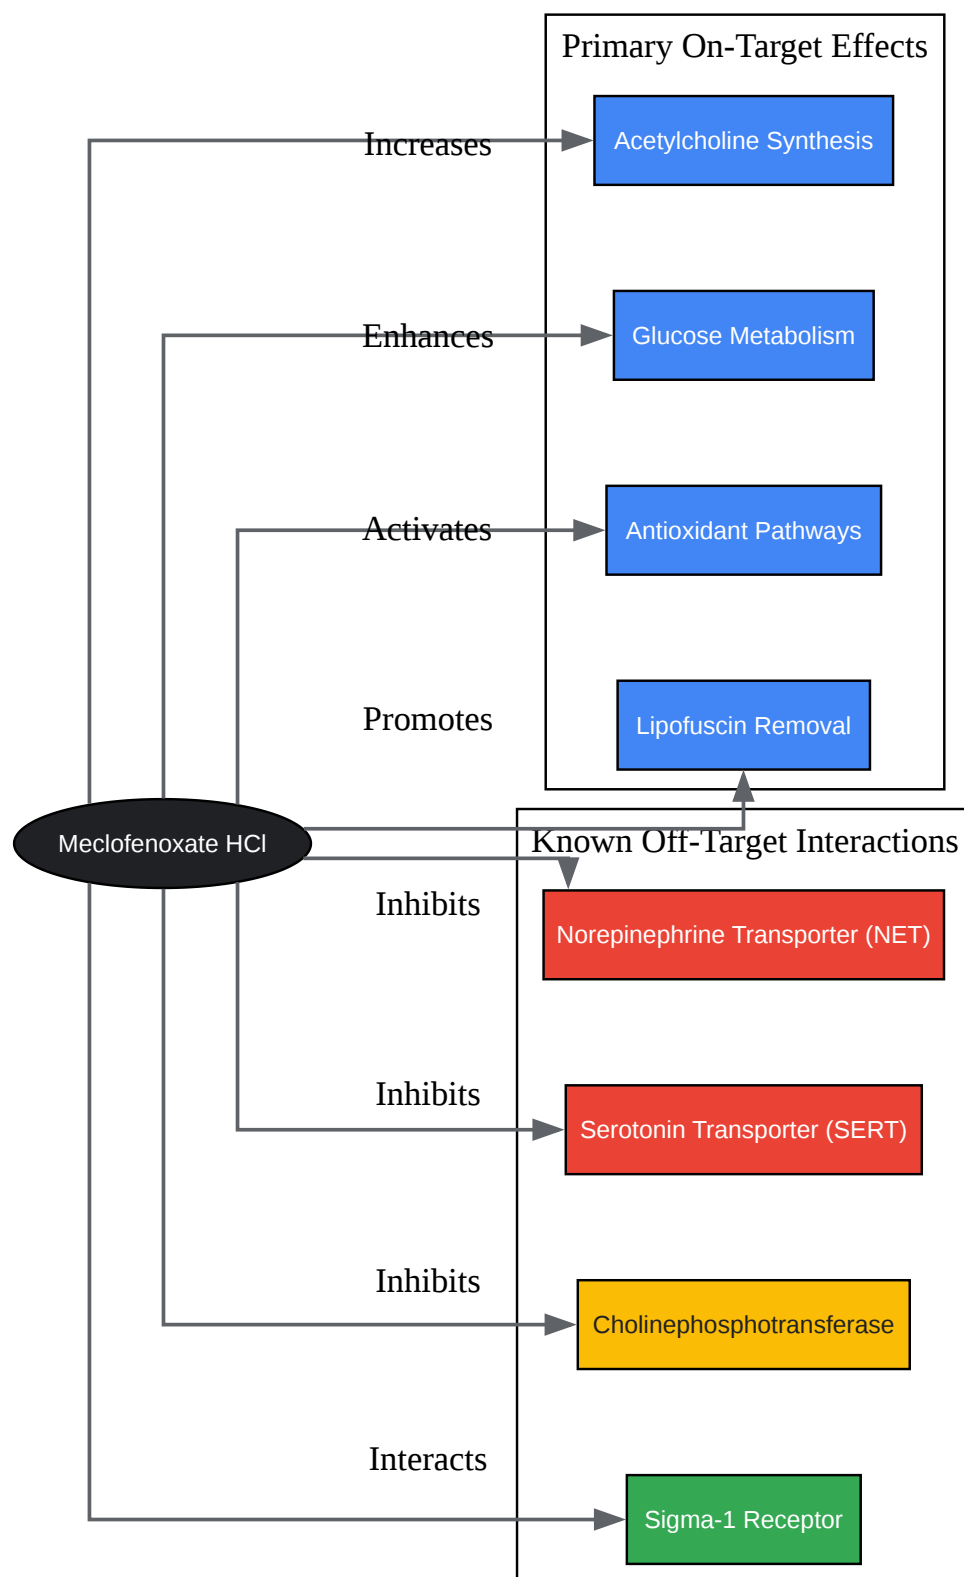 Primary On-Target Effects
Increases
Acetylcholine Synthesis
Enhances
Glucose Metabolism
Activates
Antioxidant Pathways
Promotes
Lipofuscin Removal
Meclofenoxate HCl
Known Off-Target Interactions
Inhibits
Norepinephrine Transporter (NET)
Inhibits
Serotonin Transporter (SERT)
Inhibits
Cholinephosphotransferase
Interacts
Sigma-1 Receptor